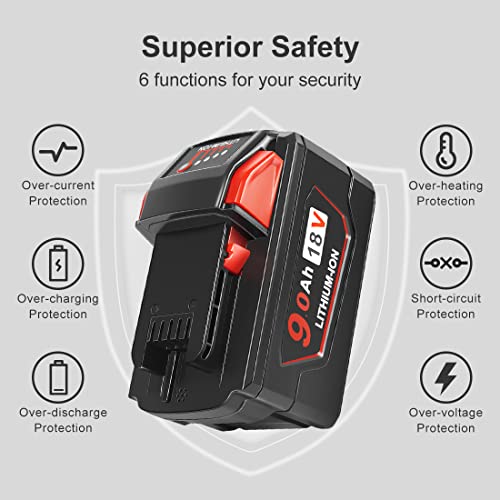 Superior Safety
6 functions for your security
Over-current
Protection
Over-heating
Protection
Over-charging
Protection
Short-circuit
Protection
Over-discharge
Protection
Over-voltage
Protection
9.0Ah 18V
LITHIUM-ION